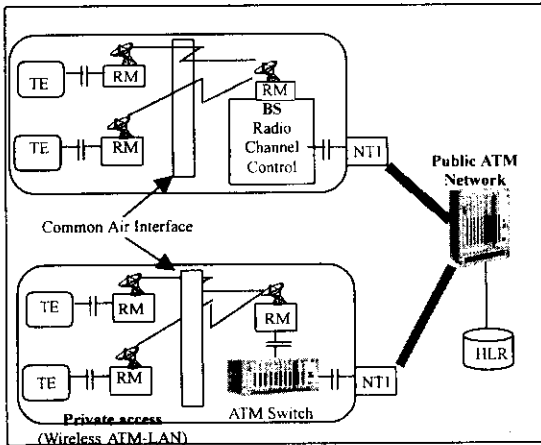 TE
RM
RM
BS
Radio
Channel
Control
TE
RM
NT1
Public ATM
Network
Common Air Interface
TE
RM
RM
TE
RM
NT1
HLR
ATM Switch
Private access
(Wireless ATM-LAN)